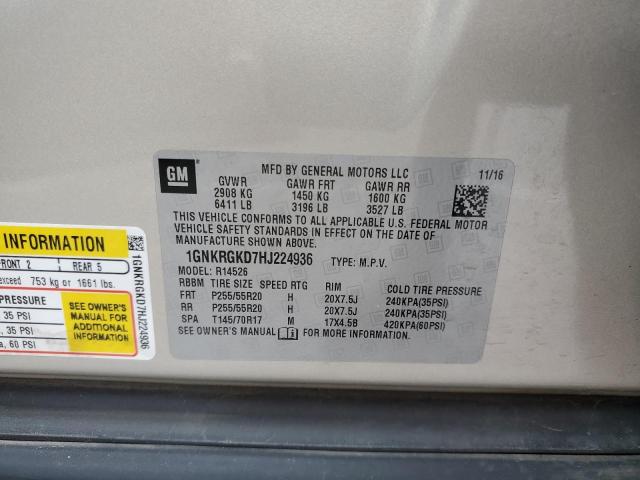 GM
MFD BY GENERAL MOTORS LLC 11/16
GVWR GAWR FRT GAWR RR
2908 KG 1450 KG 1600 KG
6411 LB 3196 LB 3527 LB
THIS VEHICLE CONFORMS TO ALL APPLICABLE U.S. FEDERAL MOTOR
VEHICLE SAFETY STANDARDS IN EFFECT ON THE DATE OF
MANUFACTURE SHOWN ABOVE.
1GNKRGKD7HJ224936 TYPE: M.P.V.
MODEL: R14526
RBBM TIRE SIZE SPEED RTG RIM COLD TIRE PRESSURE
FRT P255/55R20 H 20X7.5J 240KPA(35PSI)
RR P255/55R20 H 20X7.5J 240KPA(35PSI)
SPA T145/70R17 M 17X4.5B 420KPA(60PSI)
SEE OWNER'S MANUAL FOR MORE INFORMATION.
INFORMATION
FRONT 2 REAR 5
exceed 753 kg or 1661 lbs.
PRESSURE
35 PSI
35 PSI
60 PSI
SEE OWNER'S
MANUAL FOR
ADDITIONAL
INFORMATION
1GNKRGKD7HJ224936